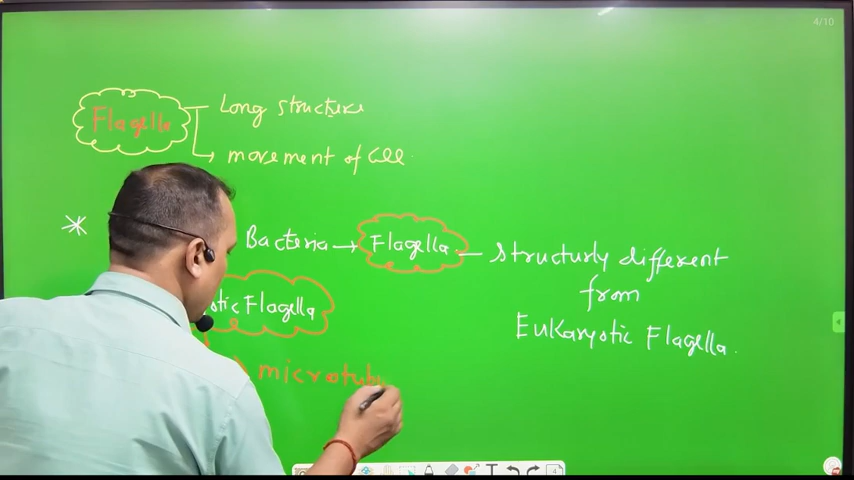 4/10
Flagella
Long structure
movement of cell.
Bacteria → Flagella – Structurly different
from
Eukaryotic Flagella.
tic Flagella
microtub